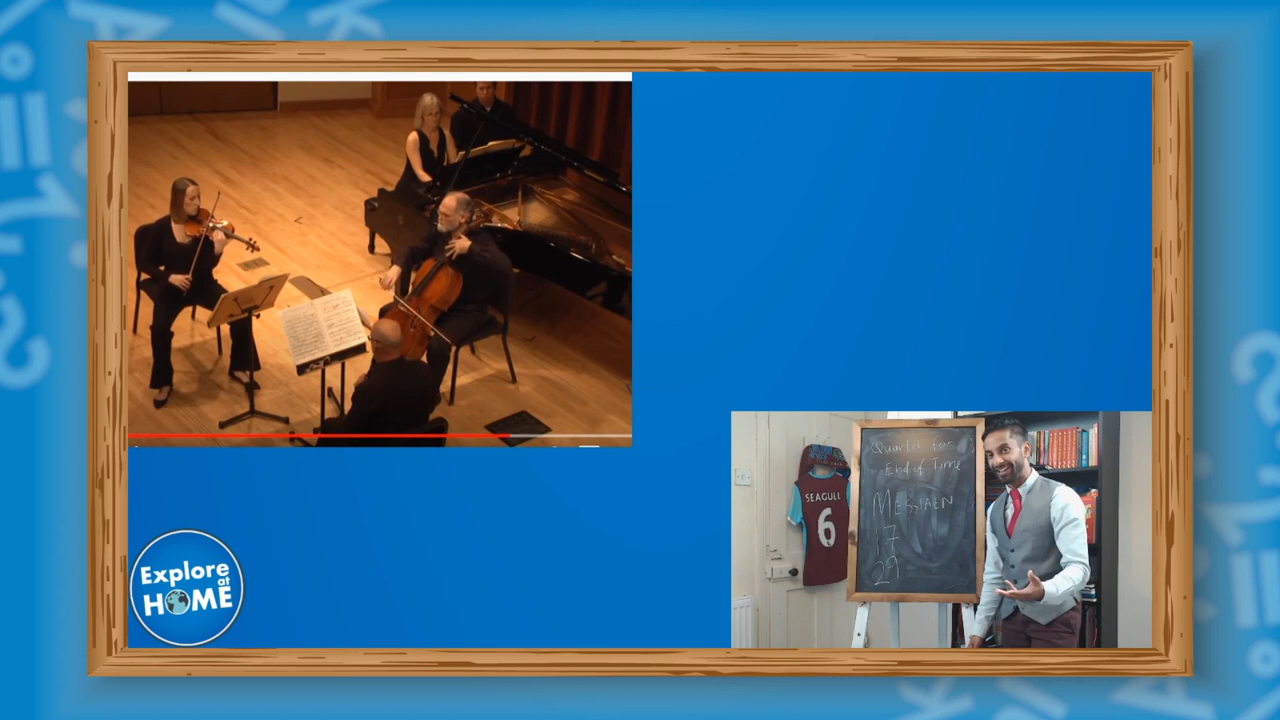 Explore
at
HOME
SEAGULL
6
Quartet for
End of Time
MESSIAEN
17
29